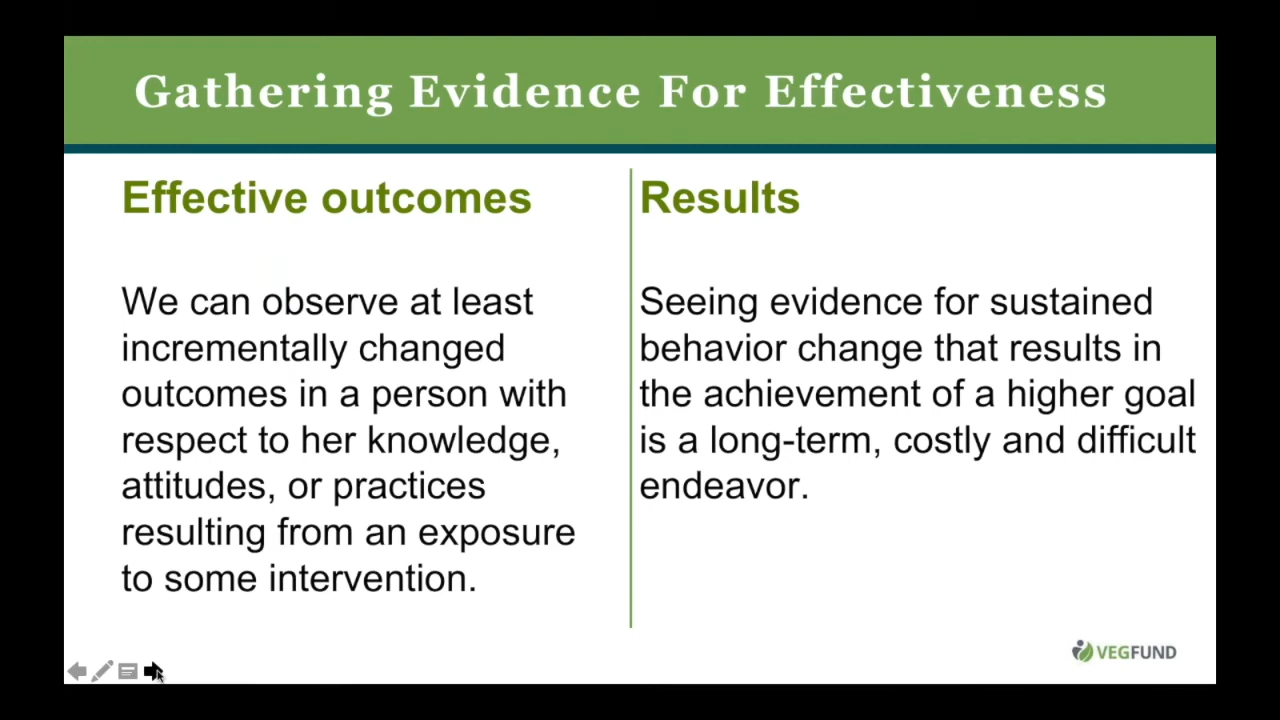 Gathering Evidence For Effectiveness
Effective outcomes
We can observe at least
incrementally changed
outcomes in a person with
respect to her knowledge,
attitudes, or practices
resulting from an exposure
to some intervention.
Results
Seeing evidence for sustained
behavior change that results in
the achievement of a higher goal
is a long-term, costly and difficult
endeavor.
VEGFUND